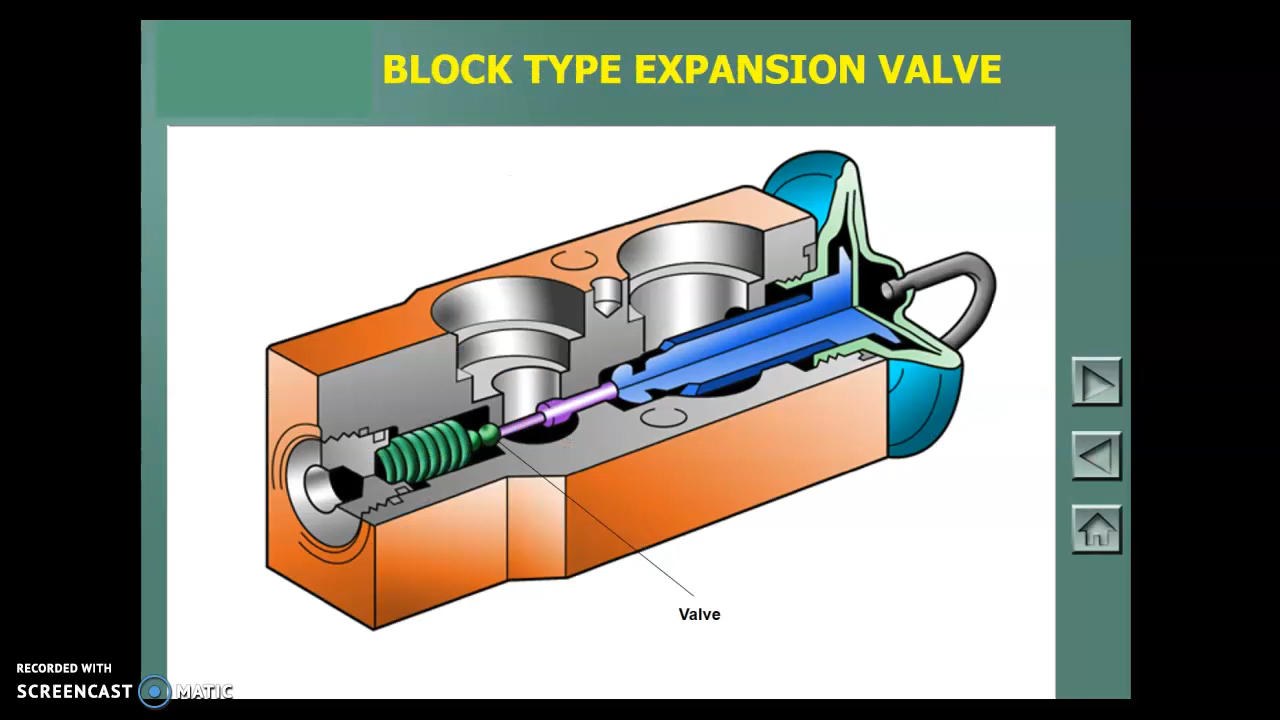 BLOCK TYPE EXPANSION VALVE
Valve
RECORDED WITH
SCREENCAST MATIC